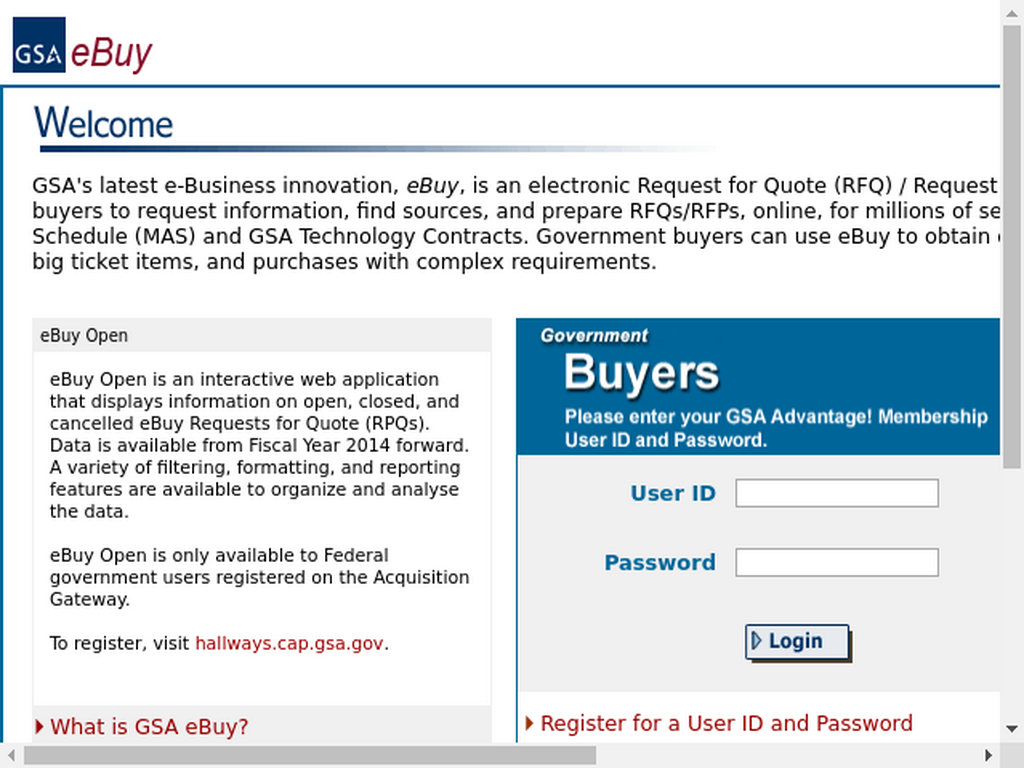 GSA eBuy
Welcome
GSA's latest e-Business innovation, eBuy, is an electronic Request for Quote (RFQ) / Request
buyers to request information, find sources, and prepare RFQs/RFPs, online, for millions of se
Schedule (MAS) and GSA Technology Contracts. Government buyers can use eBuy to obtain
big ticket items, and purchases with complex requirements.
eBuy Open
eBuy Open is an interactive web application
that displays information on open, closed, and
cancelled eBuy Requests for Quote (RPQs).
Data is available from Fiscal Year 2014 forward.
A variety of filtering, formatting, and reporting
features are available to organize and analyse
the data.
eBuy Open is only available to Federal
government users registered on the Acquisition
Gateway.
To register, visit hallways.cap.gsa.gov.
What is GSA eBuy?
Government
Buyers
Please enter your GSA Advantage! Membership
User ID and Password.
User ID
Password
Login
Register for a User ID and Password